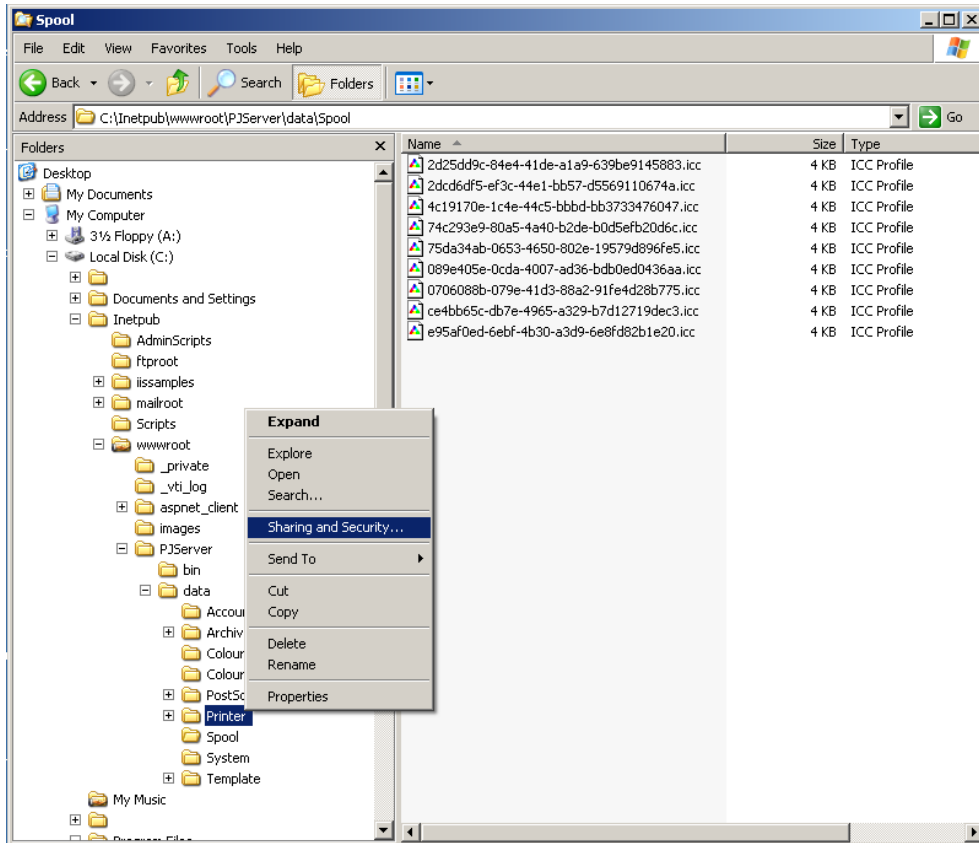 Spool
File Edit View Favorites Tools Help
Back Search Folders
Address C:\Inetpub\wwwroot\PJServer\data\Spool Go
Folders
Name Size Type
Desktop
My Documents
My Computer
3½ Floppy (A:)
Local Disk (C:)
Documents and Settings
Inetpub
AdminScripts
ftproot
iissamples
mailroot
Scripts
wwwroot
_private
_vti_log
aspnet_client
images
PJServer
bin
data
Accou
Archiv
Colour
Colour
PostSc
Printer
Spool
System
Template
My Music
2d25dd9c-84e4-41de-a1a9-639be9145883.icc 4 KB ICC Profile
2dcd6df5-ef3c-44e1-bb57-d5569110674a.icc 4 KB ICC Profile
4c19170e-1c4e-44c5-bbbd-bb3733476047.icc 4 KB ICC Profile
74c293e9-80a5-4a40-b2de-b0d5efb20d6c.icc 4 KB ICC Profile
75da34ab-0653-4650-802e-19579d896fe5.icc 4 KB ICC Profile
089e405e-0cda-4007-ad36-bdb0ed0436aa.icc 4 KB ICC Profile
0706088b-079e-41d3-88a2-91fe4d28b775.icc 4 KB ICC Profile
ce4bb65c-db7e-4965-a329-b7d12719dec3.icc 4 KB ICC Profile
e95af0ed-6ebf-4b30-a3d9-6e8fd82b1e20.icc 4 KB ICC Profile
Expand
Explore
Open
Search...
Sharing and Security...
Send To
Cut
Copy
Delete
Rename
Properties